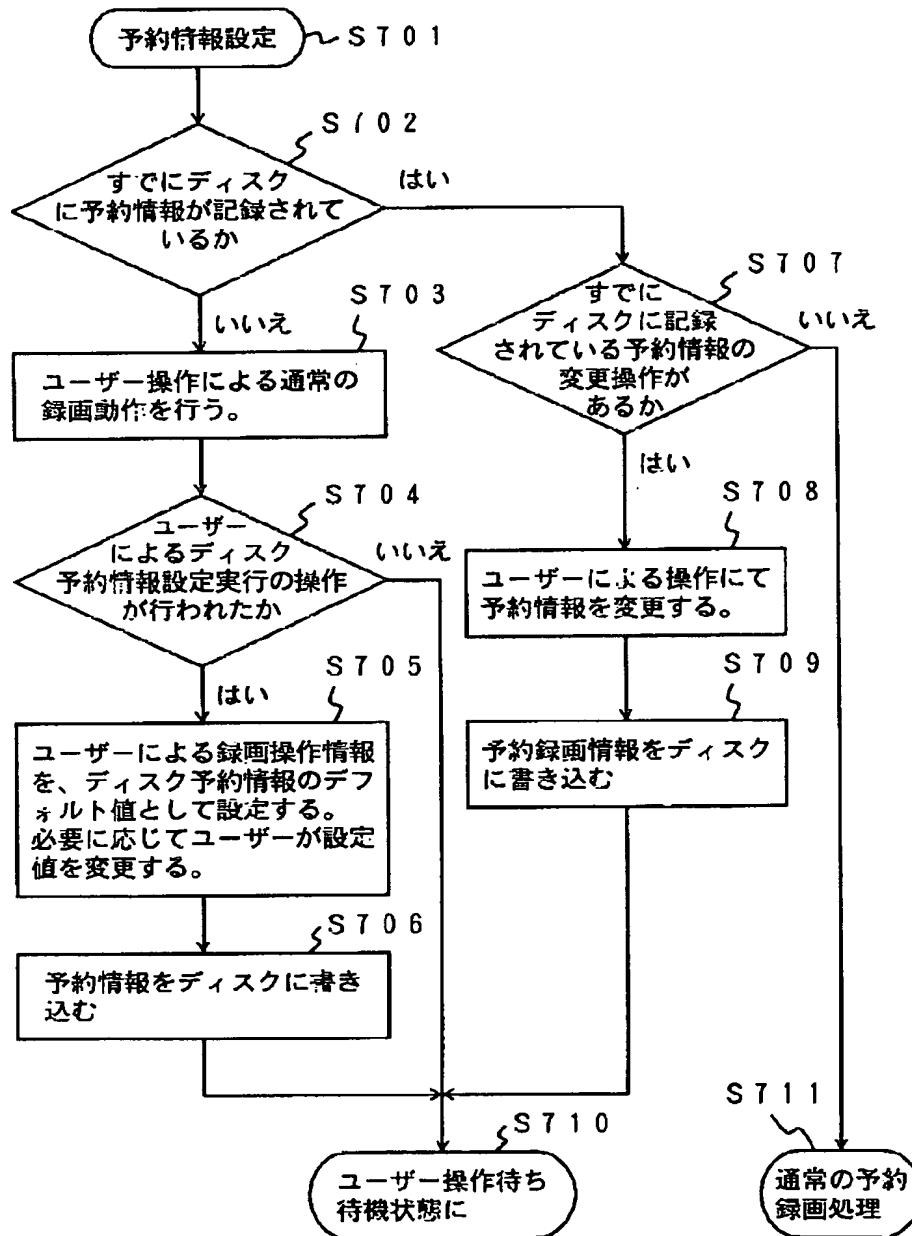 予約情報設定
S701
S702
すでにディスク
に予約情報が記録されて
いるか
はい
いいえ
S703
ユーザー操作による通常の
録画動作を行う。
S704
ユーザー
によるディスク
予約情報設定実行の操作
が行われたか
いいえ
はい
S705
ユーザーによる録画操作情報
を、ディスク予約情報のデフ
ォルト値として設定する。
必要に応じてユーザーが設定
値を変更する。
S706
予約情報をディスクに書き
込む
S707
すでに
ディスクに記録
されている予約情報の
変更操作が
あるか
いいえ
はい
S708
ユーザーによる操作にて
予約情報を変更する。
S709
予約録画情報をディスク
に書き込む
S710
ユーザー操作待ち
待機状態に
S711
通常の予約
録画処理